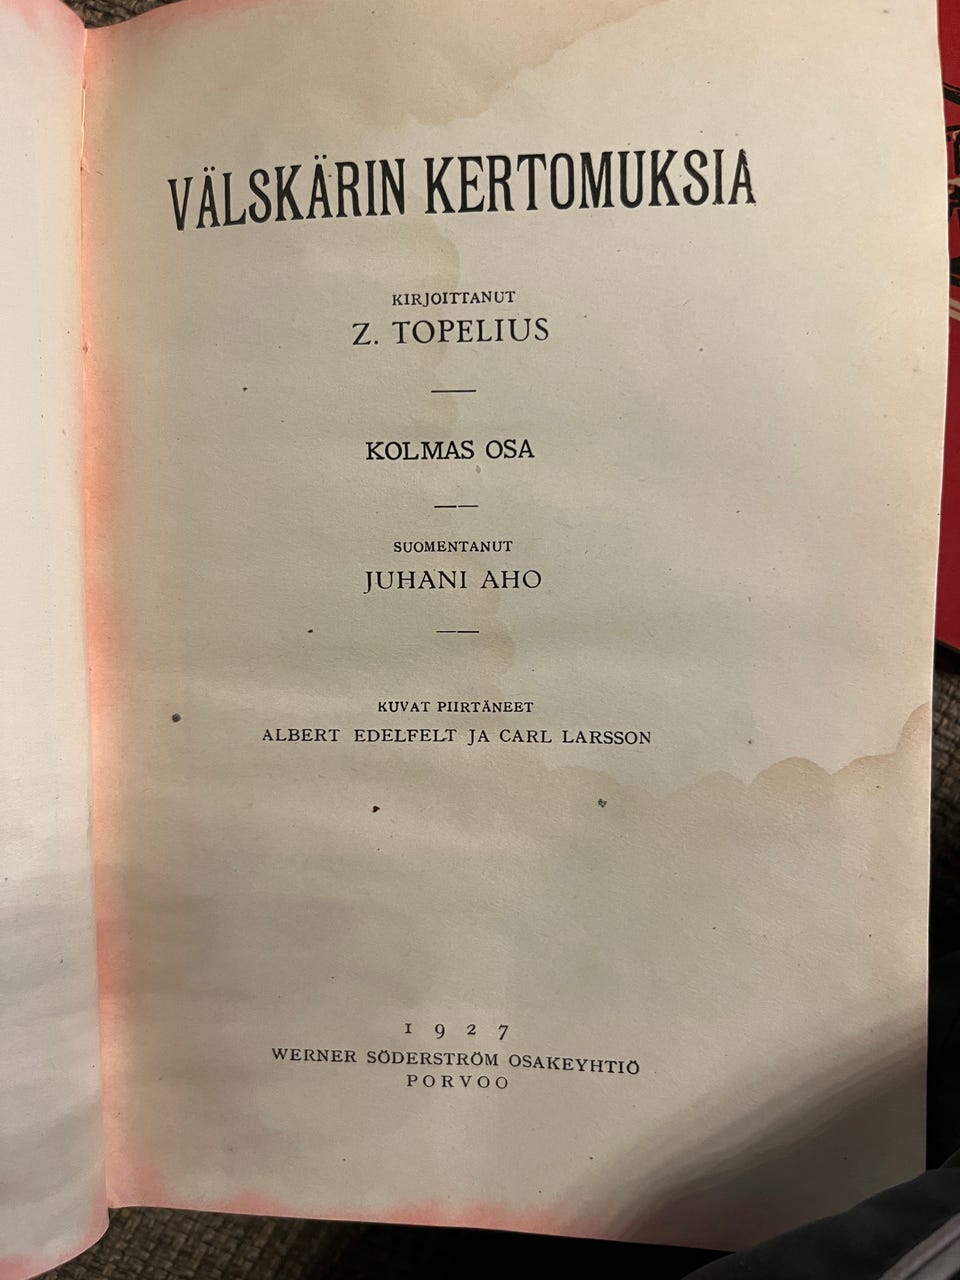 VÄLSKÄRIN KERTOMUKSIA
KIRJOITTANUT
Z. TOPELIUS
KOLMAS OSA
SUOMENTANUT
JUHANI AHO
KUVAT PIIRTÄNEET
ALBERT EDELFELT JA CARL LARSSON
1927
WERNER SÖDERSTRÖM OSAKEYHTIÖ
PORVOO